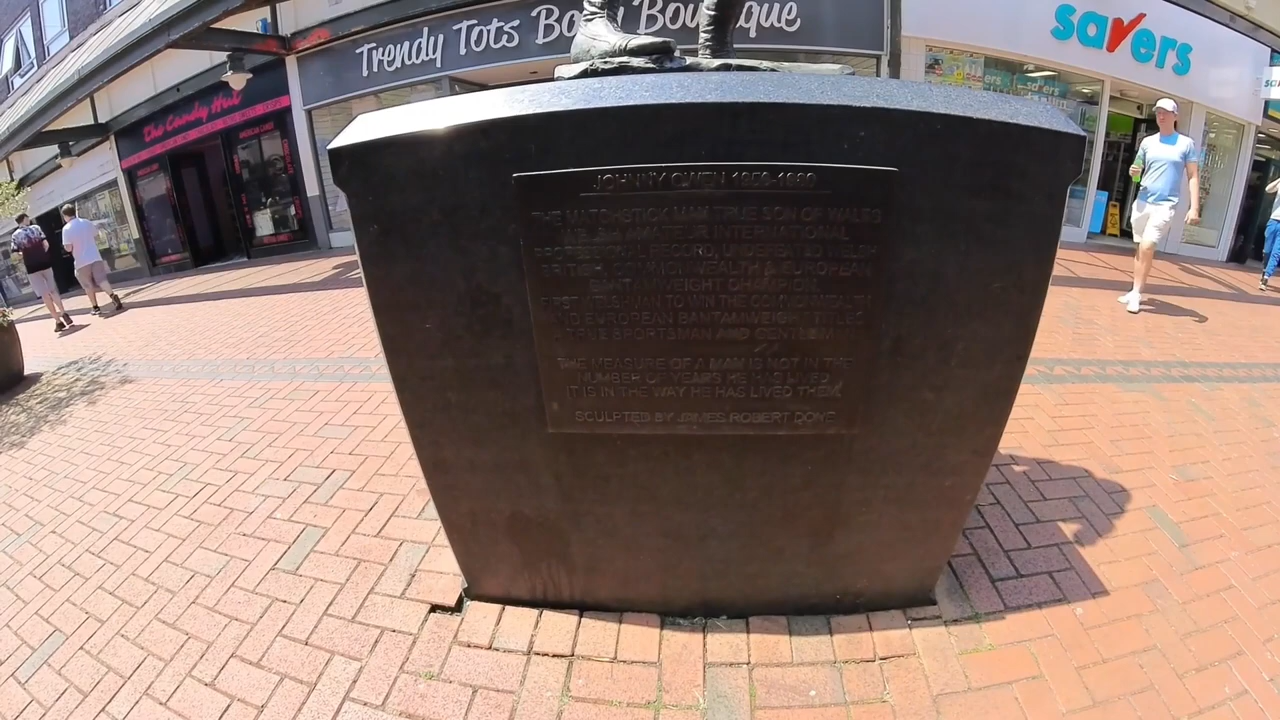 Trendy Tots Baby Boutique
savers
The Candy Hut
AMERICAN CANDY
JOHNNY OWEN 1956-1980
THE MATCHSTICK MAN TRUE SON OF WALES
WELSH AMATEUR INTERNATIONAL
PROFESSIONAL RECORD, UNDEFEATED WELSH
BRITISH, COMMONWEALTH & EUROPEAN
BANTAMWEIGHT CHAMPION.
FIRST WELSHMAN TO WIN THE COMMONWEALTH
AND EUROPEAN BANTAMWEIGHT TITLES
A TRUE SPORTSMAN AND GENTLEMAN
THE MEASURE OF A MAN IS NOT IN THE
NUMBER OF YEARS HE HAS LIVED
IT IS IN THE WAY HE HAS LIVED THEM.
SCULPTED BY JAMES ROBERT DONE